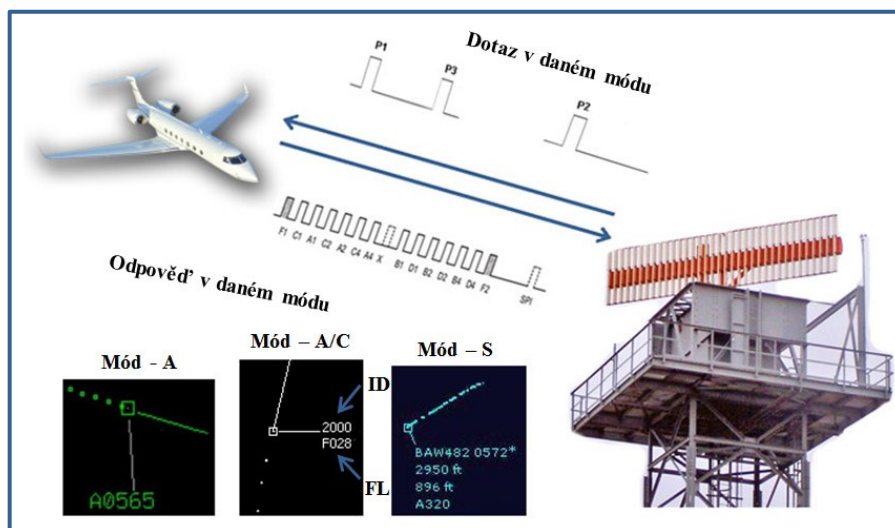 Dotaz v daném módu
P1
P3
P2
F1 C1 A1 C2 A2 C4 A4 X B1 D1 B2 D2 B4 D4 F2 SPI
Odpověď v daném módu
Mód - A
A0565
Mód – A/C
2000
F028
ID
FL
Mód – S
BAW482 0572*
2950 ft
896 ft
A320